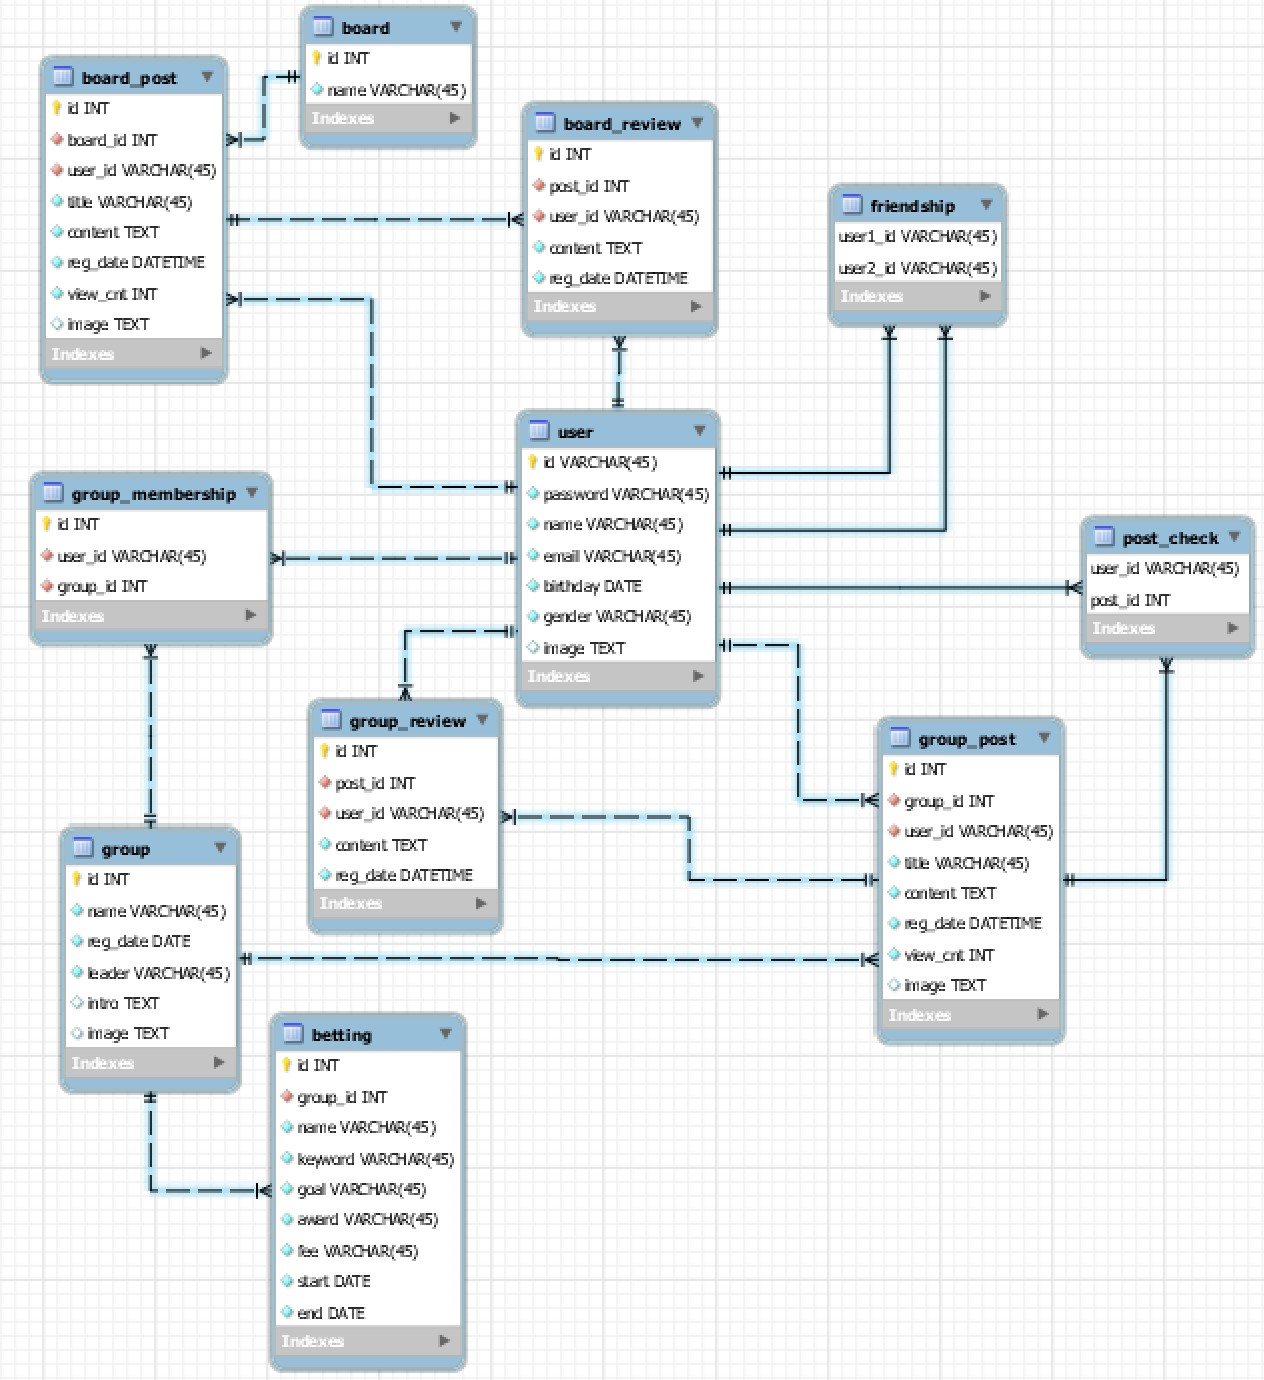 board
id INT
name VARCHAR(45)
Indexes
board_post
id INT
board_id INT
user_id VARCHAR(45)
title VARCHAR(45)
content TEXT
reg_date DATETIME
view_cnt INT
image TEXT
Indexes
board_review
id INT
post_id INT
user_id VARCHAR(45)
content TEXT
reg_date DATETIME
Indexes
friendship
user1_id VARCHAR(45)
user2_id VARCHAR(45)
Indexes
user
id VARCHAR(45)
password VARCHAR(45)
name VARCHAR(45)
email VARCHAR(45)
birthday DATE
gender VARCHAR(45)
image TEXT
Indexes
group_membership
id INT
user_id VARCHAR(45)
group_id INT
Indexes
post_check
user_id VARCHAR(45)
post_id INT
Indexes
group_review
id INT
post_id INT
user_id VARCHAR(45)
content TEXT
reg_date DATETIME
Indexes
group_post
id INT
group_id INT
user_id VARCHAR(45)
title VARCHAR(45)
content TEXT
reg_date DATETIME
view_cnt INT
image TEXT
Indexes
group
id INT
name VARCHAR(45)
reg_date DATE
leader VARCHAR(45)
intro TEXT
image TEXT
Indexes
betting
id INT
group_id INT
name VARCHAR(45)
keyword VARCHAR(45)
goal VARCHAR(45)
award VARCHAR(45)
fee VARCHAR(45)
start DATE
end DATE
Indexes